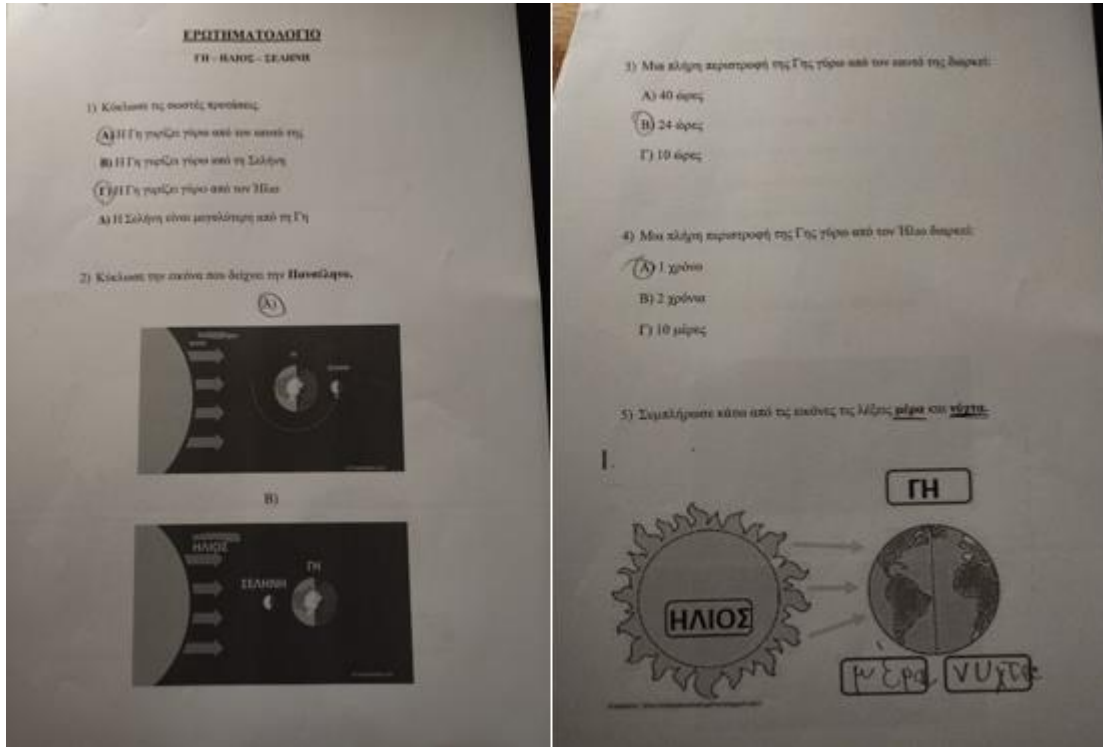 ΕΡΩΤΗΜΑΤΟΛΟΓΙΟ
ΓΗ - ΗΛΙΟΣ - ΣΕΛΗΝΗ
1) Κύκλωσε τις σωστές προτάσεις.
Α) Η Γη γυρίζει γύρω από τον εαυτό της
Β) Η Γη γυρίζει γύρω από τη Σελήνη
Γ) Η Γη γυρίζει γύρω από τον Ήλιο
Δ) Η Σελήνη είναι μεγαλύτερη από τη Γη
2) Κύκλωσε την εικόνα που δείχνει την Πανσέληνο.
Α)
Β)
ΗΛΙΟΣ
ΓΗ
ΣΕΛΗΝΗ
3) Μια πλήρη περιστροφή της Γης γύρω από τον εαυτό της διαρκεί:
Α) 40 ώρες
Β) 24 ώρες
Γ) 10 ώρες
4) Μια πλήρη περιστροφή της Γης γύρω από τον Ήλιο διαρκεί:
Α) 1 χρόνο
Β) 2 χρόνια
Γ) 10 μέρες
5) Συμπλήρωσε κάτω από τις εικόνες τις λέξεις μέρα και νύχτα.
ΓΗ
ΗΛΙΟΣ
μέρα νυχτα